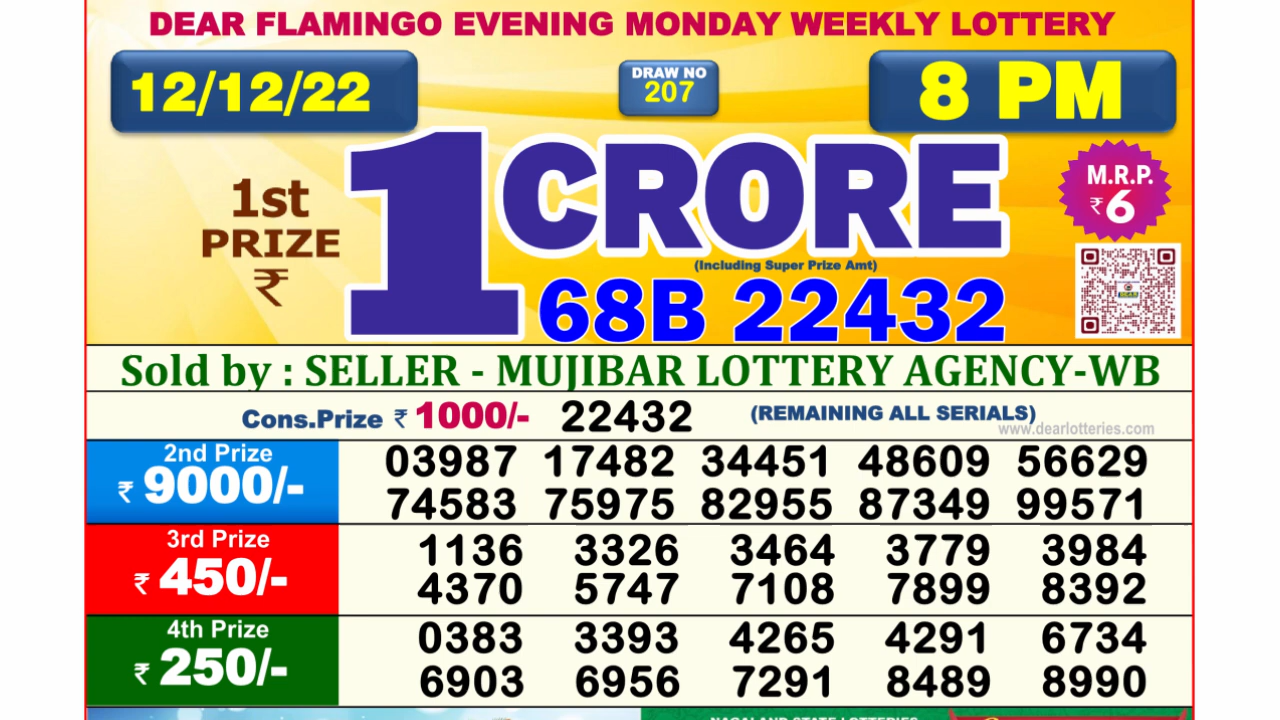 DEAR FLAMINGO EVENING MONDAY WEEKLY LOTTERY
12/12/22
DRAW NO
207
8 PM
1st
PRIZE
₹
1 CRORE
(Including Super Prize Amt)
68B 22432
M.R.P.
₹6
Sold by : SELLER - MUJIBAR LOTTERY AGENCY-WB
Cons.Prize ₹ 1000/- 22432 (REMAINING ALL SERIALS)
www.dearlotteries.com
2nd Prize
₹ 9000/-
03987 17482 34451 48609 56629
74583 75975 82955 87349 99571
3rd Prize
₹ 450/-
1136 3326 3464 3779 3984
4370 5747 7108 7899 8392
4th Prize
₹ 250/-
0383 3393 4265 4291 6734
6903 6956 7291 8489 8990
NAGALAND STATE LOTTERIES